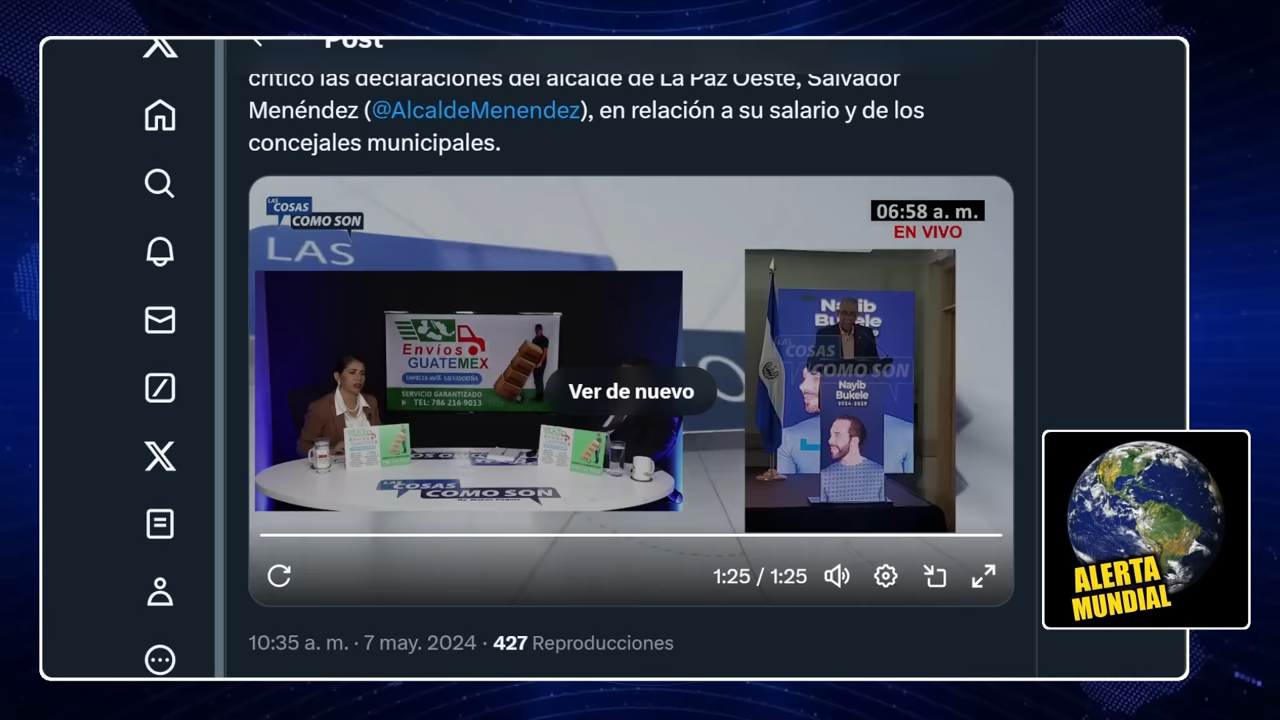 Post
criticó las declaraciones del alcalde de La Paz Oeste, Salvador
Menéndez (@AlcaldeMenendez), en relación a su salario y de los
concejales municipales.
LAS
COSAS
COMO SON
06:58 a. m.
EN VIVO
LAS
Envíos
GUATEMEX
SERVICIO GARANTIZADO
TEL: 786 216-9013
Ver de nuevo
Nayib
Bukele
COSAS
COMO SON
Nayib
Bukele
2024-2029
COSAS
COMO SON
1:25 / 1:25
10:35 a. m. · 7 may. 2024 · 427 Reproducciones
ALERTA
MUNDIAL